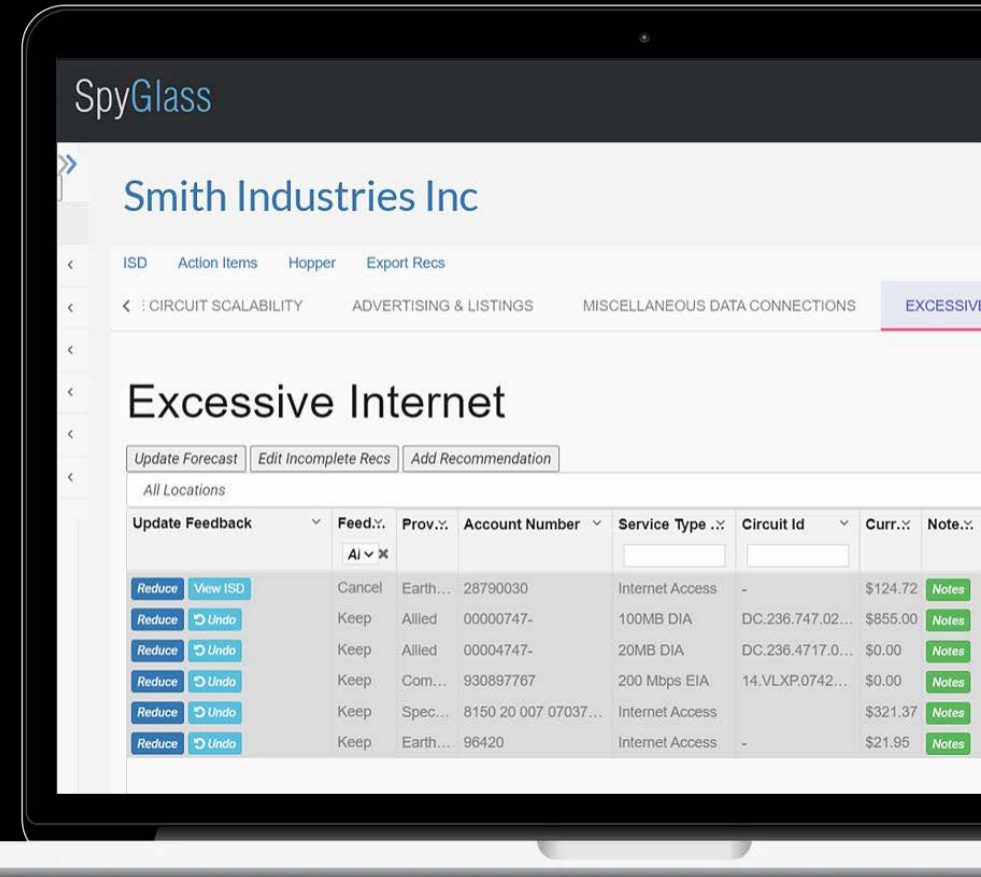 SpyGlass
Smith Industries Inc
ISD Action Items Hopper Export Recs
CIRCUIT SCALABILITY ADVERTISING & LISTINGS MISCELLANEOUS DATA CONNECTIONS EXCESSIVE
Excessive Internet
Update Forecast Edit Incomplete Recs Add Recommendation
All Locations
Update Feedback Feed... Prov... Account Number Service Type ... Circuit Id Curr... Note...
Reduce View ISD Cancel Earth... 28790030 Internet Access - $124.72 Notes
Reduce Undo Keep Allied 00000747- 100MB DIA DC.236.747.02... $855.00 Notes
Reduce Undo Keep Allied 00004747- 20MB DIA DC.236.4717.0... $0.00 Notes
Reduce Undo Keep Com... 930897767 200 Mbps EIA 14.VLXP.0742... $0.00 Notes
Reduce Undo Keep Spec... 8150 20 007 07037... Internet Access $321.37 Notes
Reduce Undo Keep Earth... 96420 Internet Access - $21.95 Notes